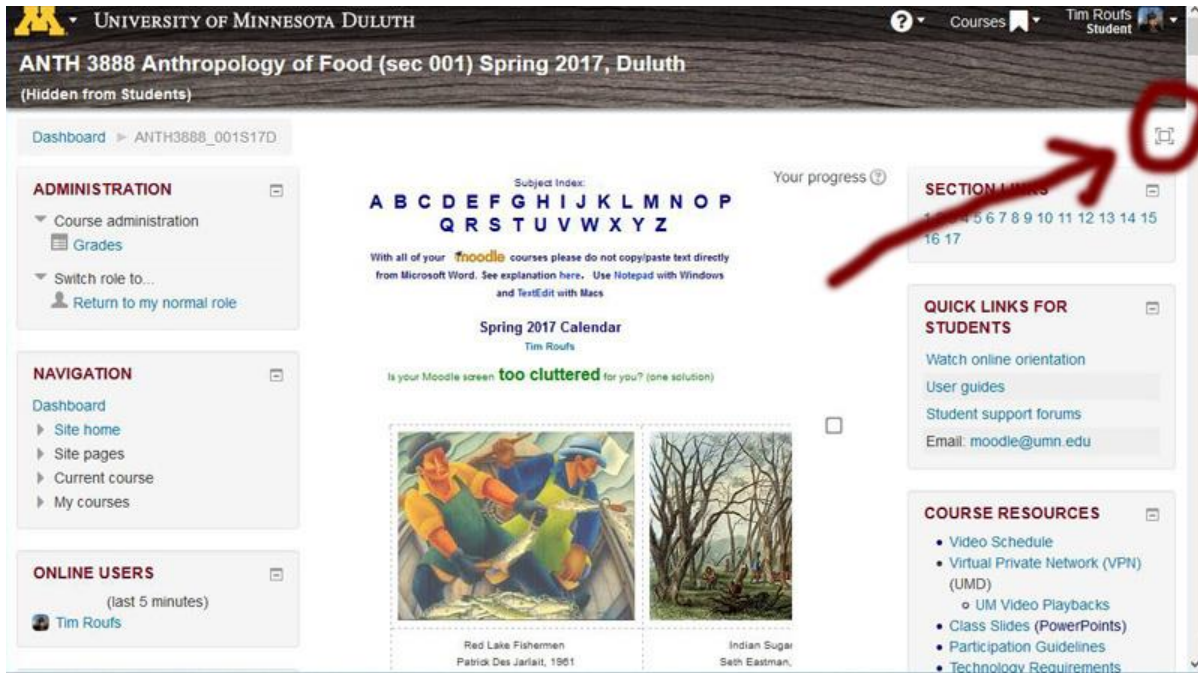 UNIVERSITY OF MINNESOTA DULUTH
? Courses Tim Roufs
Student
ANTH 3888 Anthropology of Food (sec 001) Spring 2017, Duluth
(Hidden from Students)
Dashboard ANTH3888_001S17D
ADMINISTRATION
Course administration
Grades
Switch role to...
Return to my normal role
NAVIGATION
Dashboard
Site home
Site pages
Current course
My courses
ONLINE USERS
(last 5 minutes)
Tim Roufs
Your progress ?
Subject Index:
A B C D E F G H I J K L M N O P
Q R S T U V W X Y Z
With all of your moodle courses please do not copy/paste text directly
from Microsoft Word. See explanation here. Use Notepad with Windows
and TextEdit with Macs
Spring 2017 Calendar
Tim Roufs
Is your Moodle screen too cluttered for you? (one solution)
Red Lake Fishermen
Patrick Des Jarlait, 1961
Indian Sugar
Seth Eastman,
SECTION LINKS
4 5 6 7 8 9 10 11 12 13 14 15
16 17
QUICK LINKS FOR
STUDENTS
Watch online orientation
User guides
Student support forums
Email: moodle@umn.edu
COURSE RESOURCES
Video Schedule
Virtual Private Network (VPN)
(UMD)
UM Video Playbacks
Class Slides (PowerPoints)
Participation Guidelines
Technology Requirements